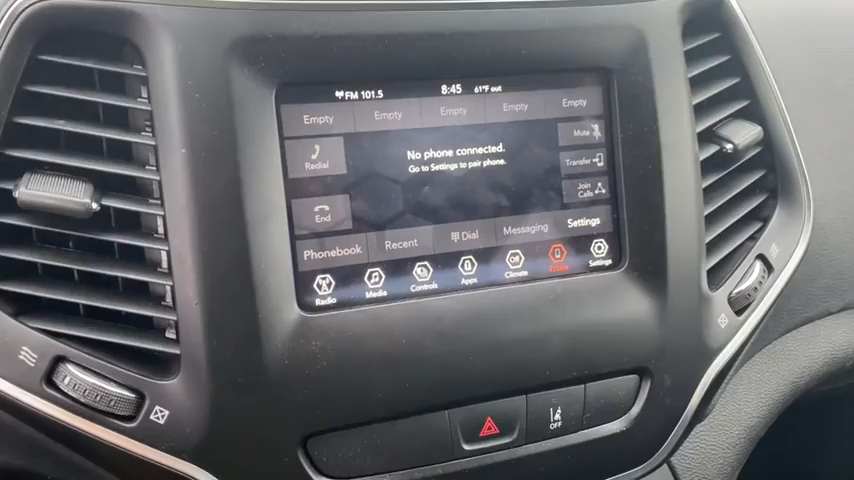 FM 101.5 8:45 61°F out
Empty Empty Empty Empty Empty
Redial
No phone connected.
Go to Settings to pair phone.
Mute
Transfer
Join
Calls
End
Phonebook Recent Dial Messaging Settings
Radio Media Controls Apps Climate Phone Settings
Off
OFF